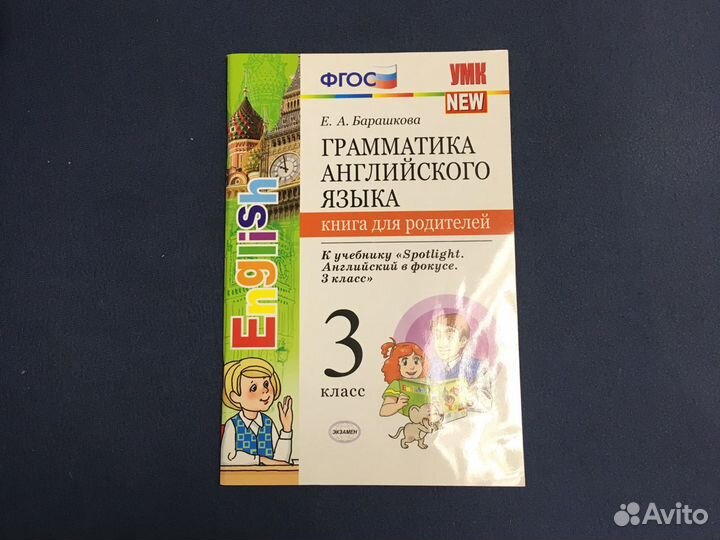 ФГОС
УМК
NEW
Е. А. Барашкова
ГРАММАТИКА
АНГЛИЙСКОГО
ЯЗЫКА
книга для родителей
К учебнику «Spotlight.
Английский в фокусе.
3 класс»
English
3
класс
ЭКЗАМЕН
Avito